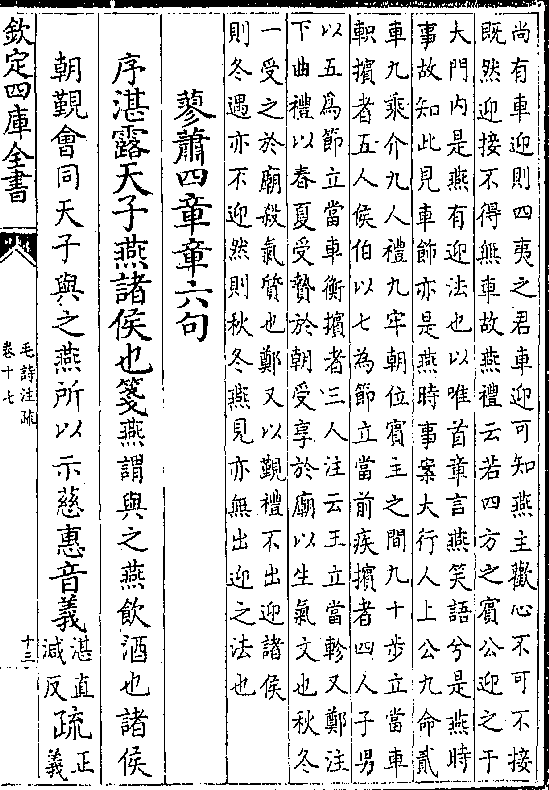 尚有車迎則四夷之君車迎可知燕主歡心不可不接
既然迎接不得無車故燕禮云若四方之賓公迎之于
大門内是燕有迎法也以唯首章言燕笑語兮是燕時
事故知此見車飾亦是燕時事案大行人上公九命貳
車九乘介九人禮九牢朝位賓主之間九十步立當車
軹擯者五人侯伯以七為節立當前疾擯者四人子男
以五爲節立當車衡擯者三人注云王立當軫又鄭注
下曲禮以春夏受贄於朝受享於廟以生氣文也秋冬
一受之於廟殺氣質也鄭又以覲禮不出迎諸侯
則冬遇亦不迎然則秋冬燕見亦無出迎之法也
蓼蕭四章章六句
序湛露天子燕諸侯也箋燕謂與之燕飲酒也諸侯
朝覲會同天子與之燕所以示慈惠音義湛直減反疏正義
欽定四庫全書
毛詩注疏
卷十七
十三